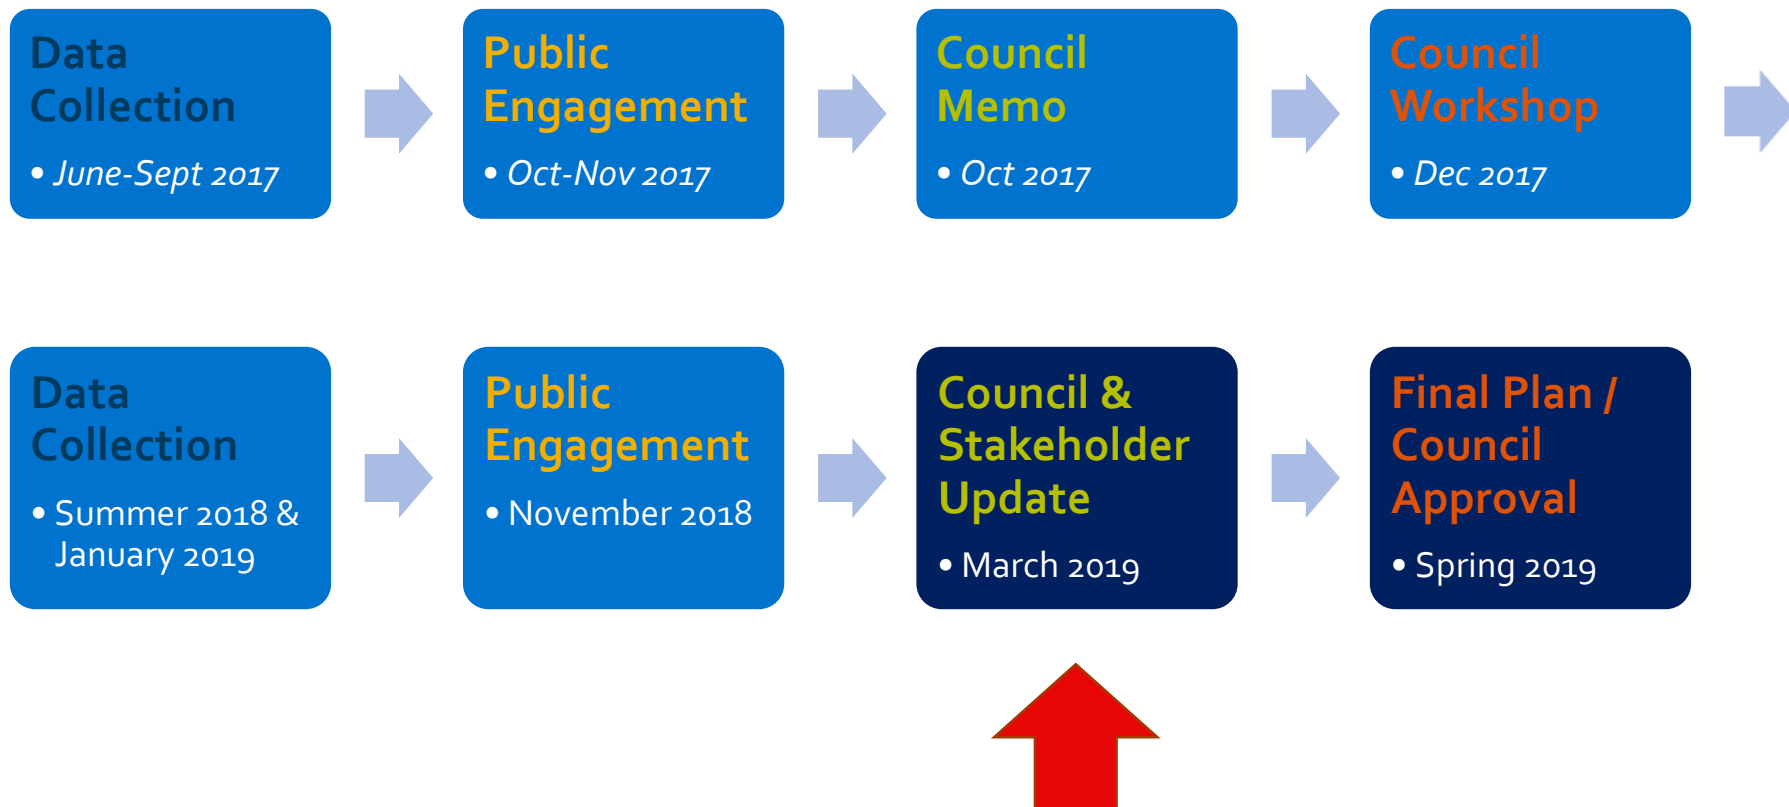 Data
Collection
• June-Sept 2017
Public
Engagement
• Oct-Nov 2017
Council
Memo
• Oct 2017
Council
Workshop
• Dec 2017
Data
Collection
• Summer 2018 &
January 2019
Public
Engagement
• November 2018
Council &
Stakeholder
Update
• March 2019
Final Plan /
Council
Approval
• Spring 2019